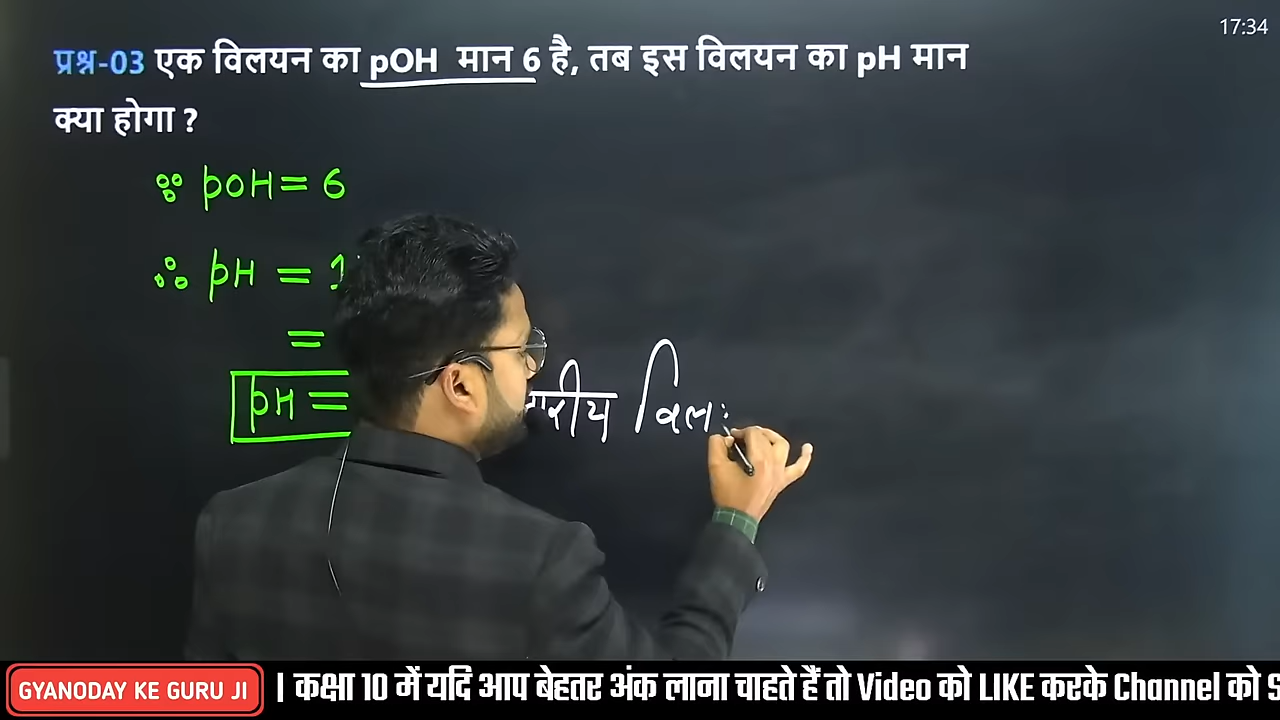 17:34
प्रश्न-03 एक विलयन का pOH मान 6 है, तब इस विलयन का pH मान
क्या होगा ?
pOH = 6
∴ pH = 1
=
pH =
विल
GYANODAY KE GURU JI | कक्षा 10 में यदि आप बेहतर अंक लाना चाहते हैं तो Video को LIKE करके Channel को S